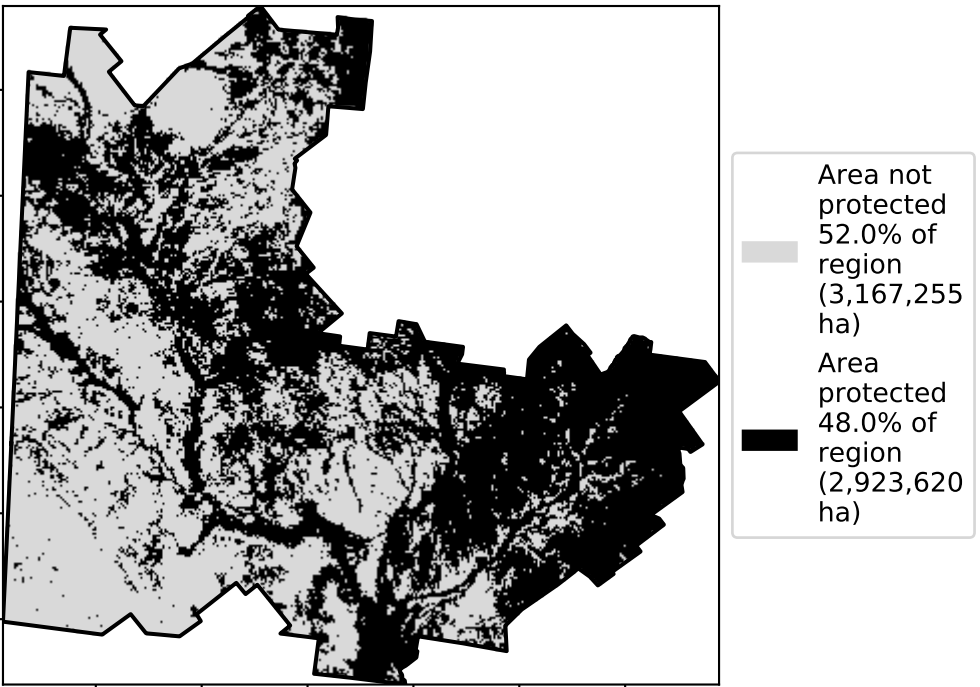 Area not
protected
52.0% of
region
(3,167,255
ha)
Area
protected
48.0% of
region
(2,923,620
ha)